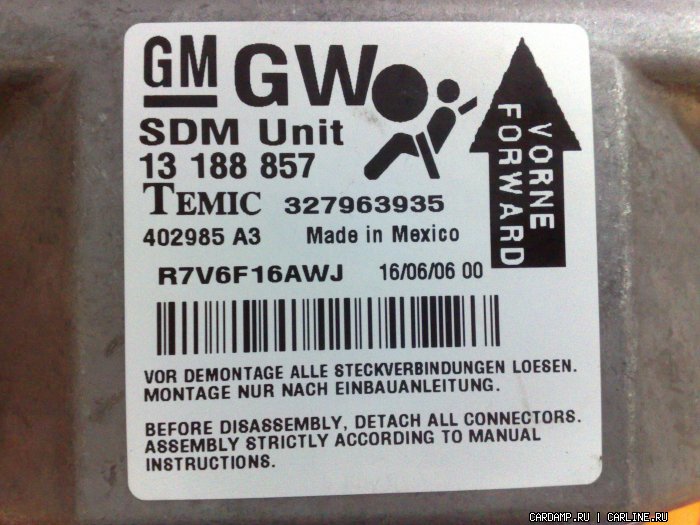 GM GW
SDM Unit
13 188 857
TEMIC 327963935
402985 A3 Made in Mexico
R7V6F16AWJ 16/06/06 00
VORNE
FORWARD
VOR DEMONTAGE ALLE STECKVERBINDUNGEN LOESEN.
MONTAGE NUR NACH EINBAUANLEITUNG.
BEFORE DISASSEMBLY, DETACH ALL CONNECTORS.
ASSEMBLY STRICTLY ACCORDING TO MANUAL
INSTRUCTIONS.
CARDAMP.RU | CARLINE.RU